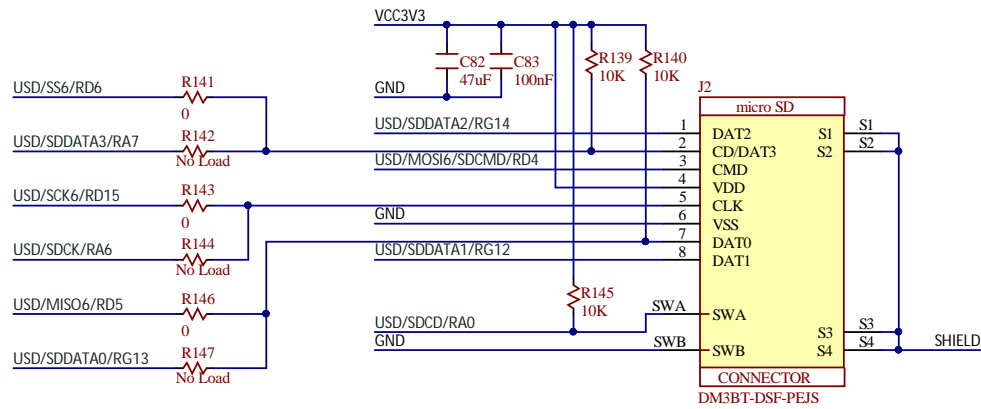 VCC3V3
C82
47uF
C83
100nF
R139
10K
R140
10K
GND
J2
micro SD
USD/SS6/RD6
R141
0
USD/SDDATA3/RA7
R142
No Load
USD/SCK6/RD15
R143
0
USD/SDCK/RA6
R144
No Load
USD/MISO6/RD5
R146
0
USD/SDDATA0/RG13
R147
No Load
USD/SDDATA2/RG14
USD/MOSI6/SDCMD/RD4
GND
USD/SDDATA1/RG12
R145
10K
USD/SDCD/RA0
GND
1 DAT2
2 CD/DAT3
3 CMD
4 VDD
5 CLK
6 VSS
7 DAT0
8 DAT1
SWA SWA
SWB SWB
S1 S1
S2 S2
S3 S3
S4 S4
SHIELD
CONNECTOR
DM3BT-DSF-PEJS